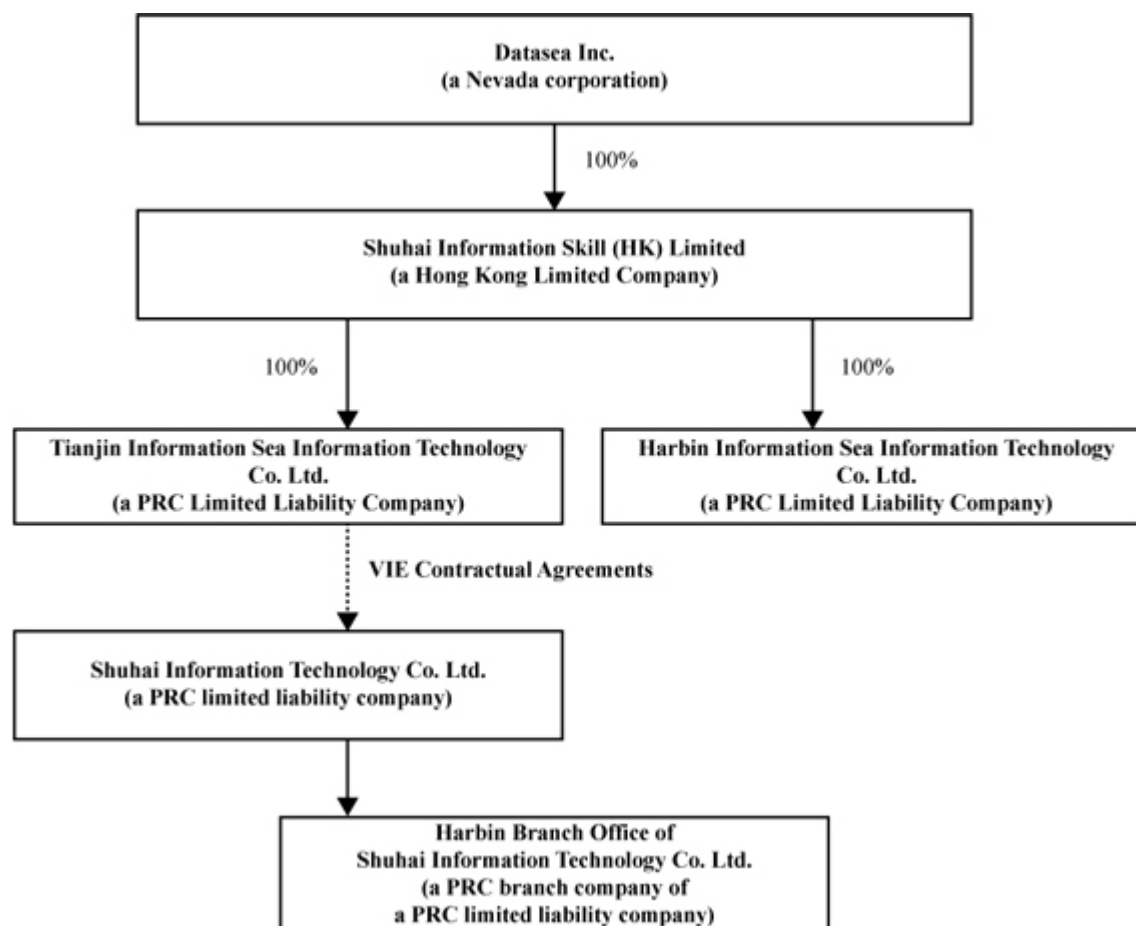 Datasea Inc.
(a Nevada corporation)
100%
Shuhai Information Skill (HK) Limited
(a Hong Kong Limited Company)
100%
100%
Tianjin Information Sea Information Technology
Co. Ltd.
(a PRC Limited Liability Company)
Harbin Information Sea Information Technology
Co. Ltd.
(a PRC Limited Liability Company)
VIE Contractual Agreements
Shuhai Information Technology Co. Ltd.
(a PRC limited liability company)
Harbin Branch Office of
Shuhai Information Technology Co. Ltd.
(a PRC branch company of
a PRC limited liability company)